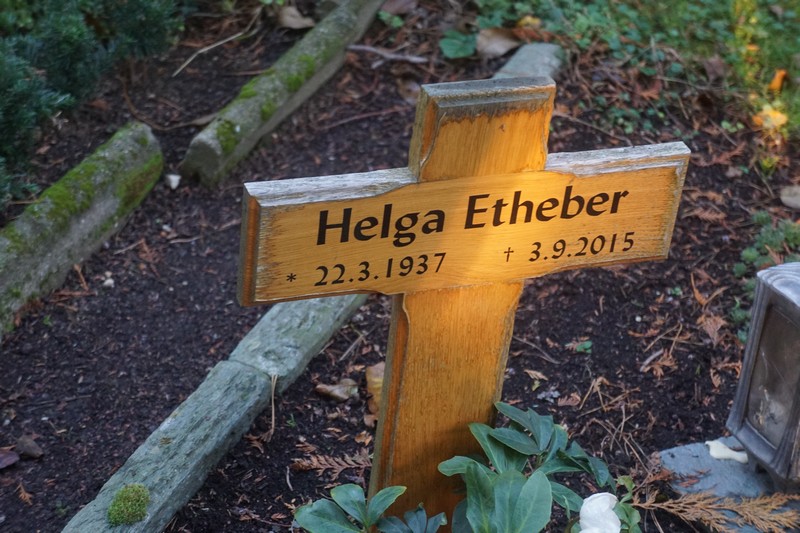 Helga Etheber
* 22.3.1937 † 3.9.2015